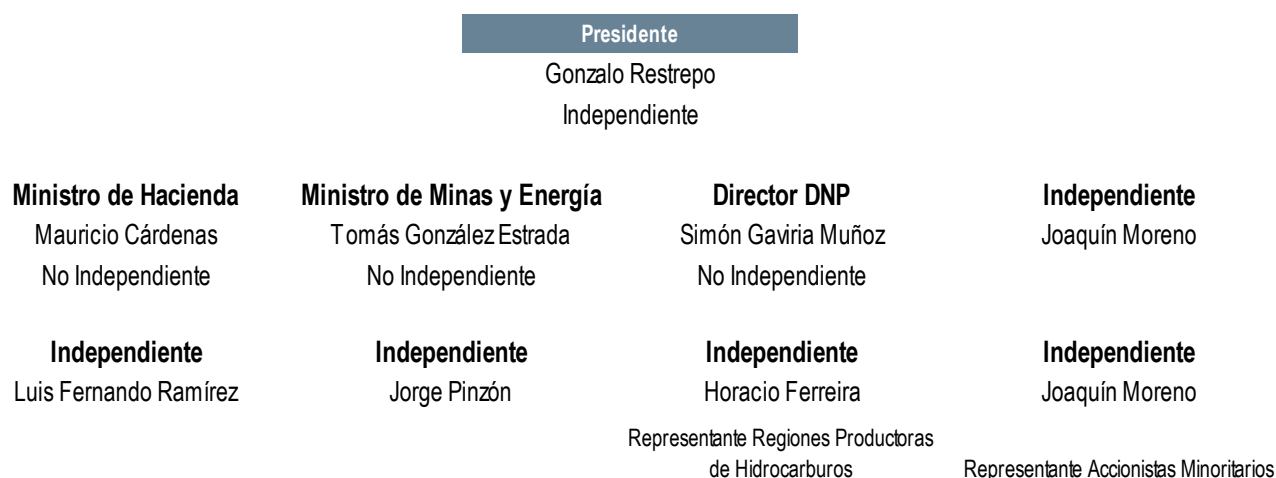 Presidente
Gonzalo Restrepo
Independiente
Ministro de Hacienda Ministro de Minas y Energía Director DNP Independiente
Mauricio Cárdenas Tomás González Estrada Simón Gaviria Muñoz Joaquín Moreno
No Independiente No Independiente No Independiente
Independiente Independiente Independiente Independiente
Luis Fernando Ramírez Jorge Pinzón Horacio Ferreira Joaquín Moreno
Representante Regiones Productoras
de Hidrocarburos Representante Accionistas Minoritarios